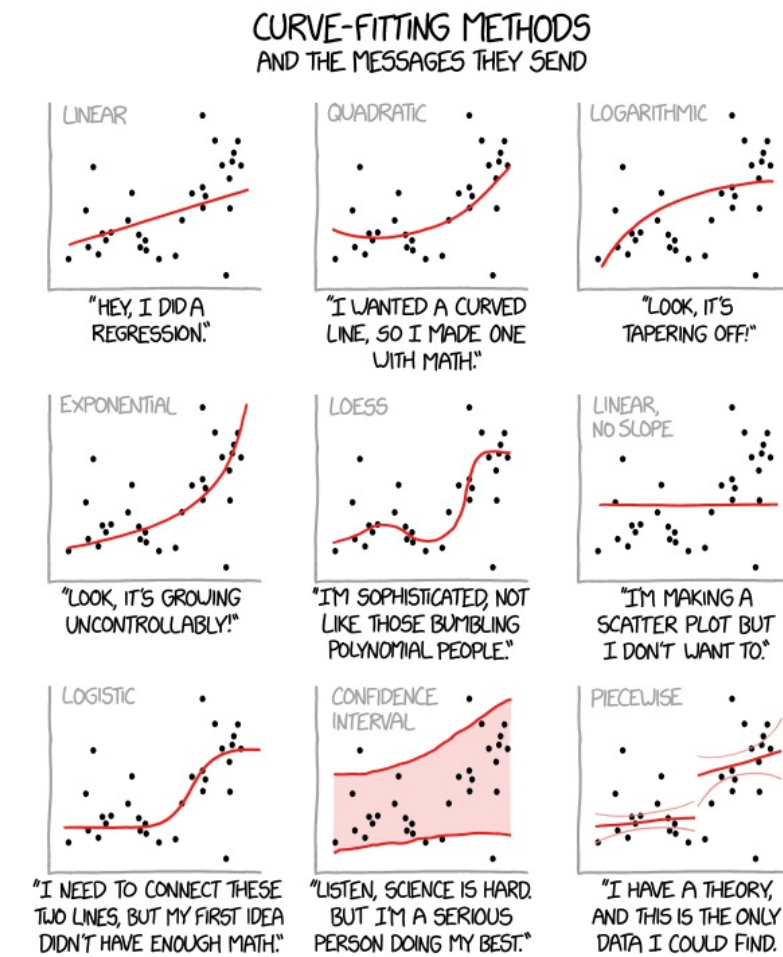 CURVE-FITTING METHODS
AND THE MESSAGES THEY SEND
LINEAR
"HEY, I DID A
REGRESSION."
QUADRATIC
"I WANTED A CURVED
LINE, SO I MADE ONE
WITH MATH."
LOGARITHMIC
"LOOK, IT'S
TAPERING OFF!"
EXPONENTIAL
"LOOK, IT'S GROWING
UNCONTROLLABLY!"
LOESS
"I'M SOPHISTICATED, NOT
LIKE THOSE BUMBLING
POLYNOMIAL PEOPLE."
LINEAR,
NO SLOPE
"I'M MAKING A
SCATTER PLOT BUT
I DON'T WANT TO."
LOGISTIC
"I NEED TO CONNECT THESE
TWO LINES, BUT MY FIRST IDEA
DIDN'T HAVE ENOUGH MATH."
CONFIDENCE
INTERVAL
"LISTEN, SCIENCE IS HARD.
BUT I'M A SERIOUS
PERSON DOING MY BEST."
PIECEWISE
"I HAVE A THEORY,
AND THIS IS THE ONLY
DATA I COULD FIND.